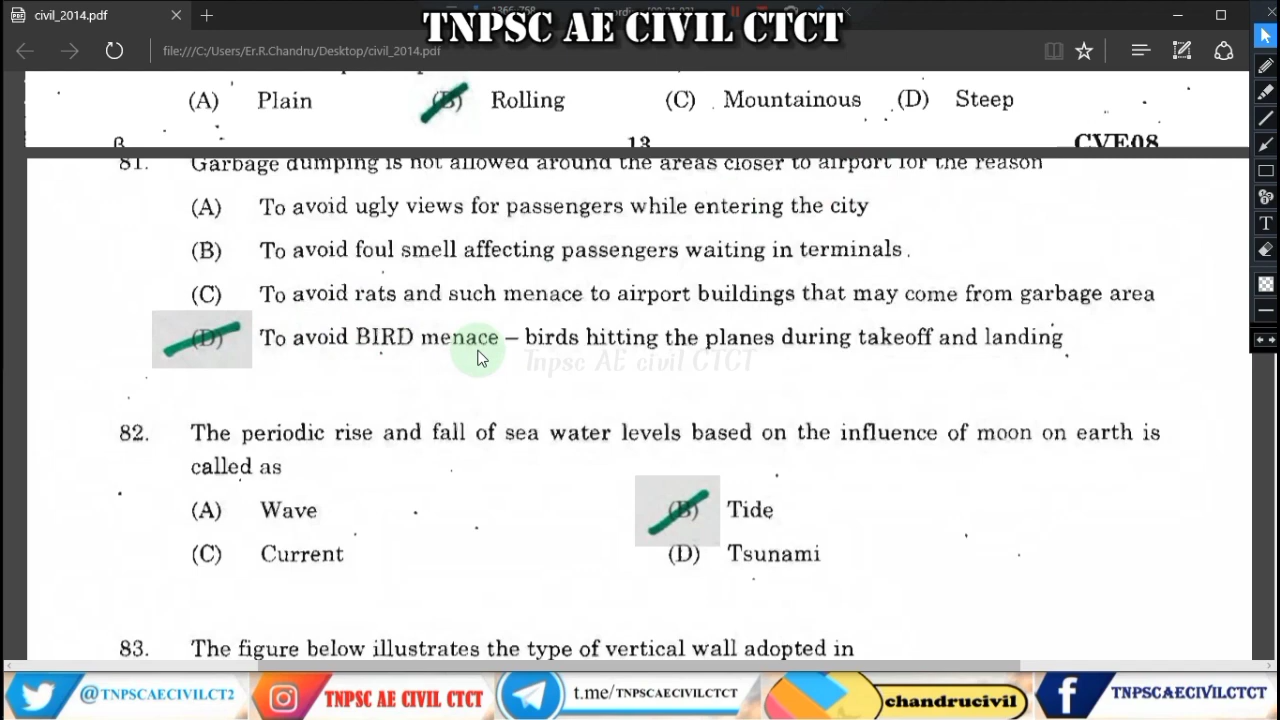 civil_2014.pdf
TNPSC AE CIVIL CTCT
file:///C:/Users/Er.R.Chandru/Desktop/civil_2014.pdf
(A) Plain (B) Rolling (C) Mountainous (D) Steep
13 CVE08
81. Garbage dumping is not allowed around the areas closer to airport for the reason
(A) To avoid ugly views for passengers while entering the city
(B) To avoid foul smell affecting passengers waiting in terminals.
(C) To avoid rats and such menace to airport buildings that may come from garbage area
(D) To avoid BIRD menace – birds hitting the planes during takeoff and landing
Tnpsc AE civil CTCT
82. The periodic rise and fall of sea water levels based on the influence of moon on earth is
called as
(A) Wave (B) Tide
(C) Current (D) Tsunami
83. The figure below illustrates the type of vertical wall adopted in
@TNPSCAECIVILCT2 TNPSC AE CIVIL CTCT t.me/TNPSCAECIVILCTCT chandrucivil TNPSCAECIVILCTCT